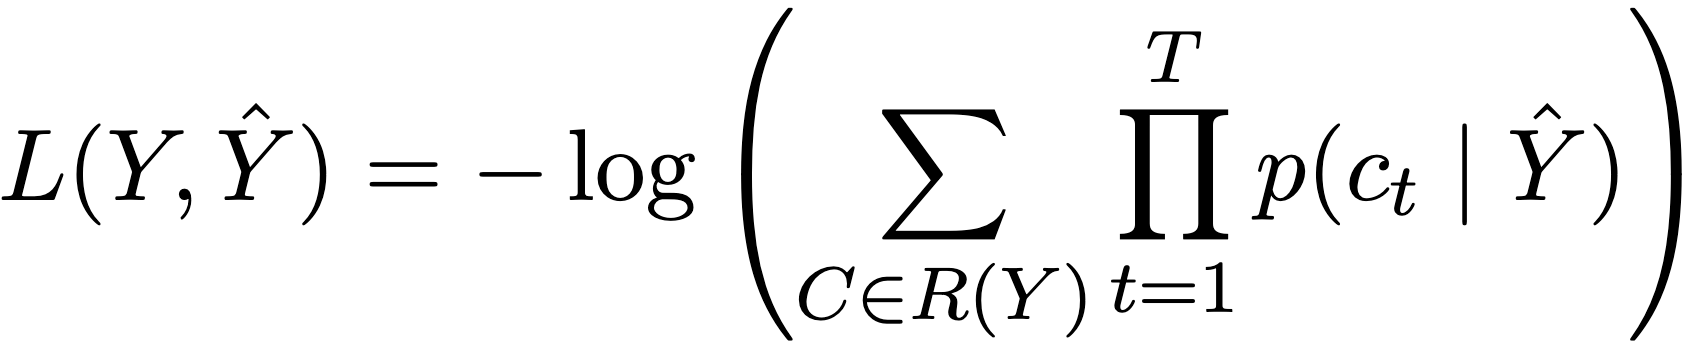 L(Y, Ŷ) = − log ( ∑_{C∈R(Y)} ∏_{t=1}^{T} p(c_t | Ŷ) )